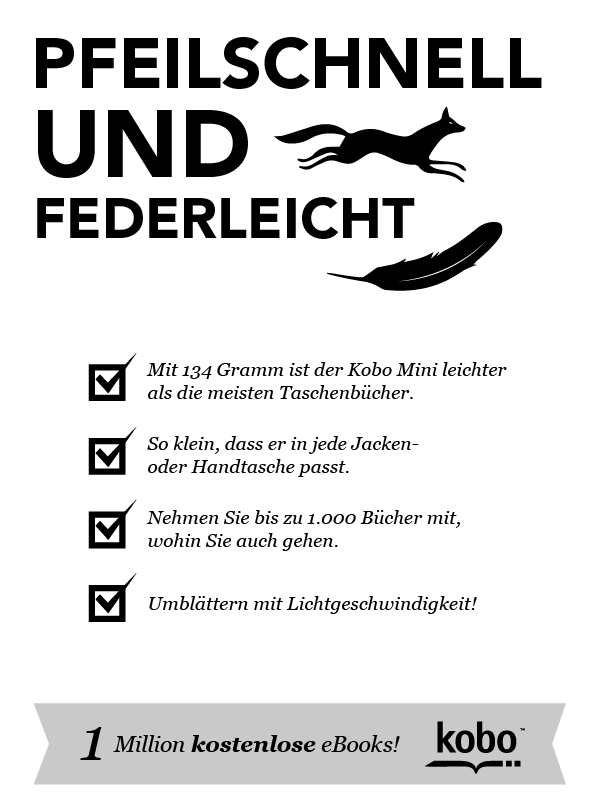 PFEILSCHNELL
UND
FEDERLEICHT
Mit 134 Gramm ist der Kobo Mini leichter
als die meisten Taschenbücher.
So klein, dass er in jede Jacken-
oder Handtasche passt.
Nehmen Sie bis zu 1.000 Bücher mit,
wohin Sie auch gehen.
Umblättern mit Lichtgeschwindigkeit!
1 Million kostenlose eBooks!
kobo™